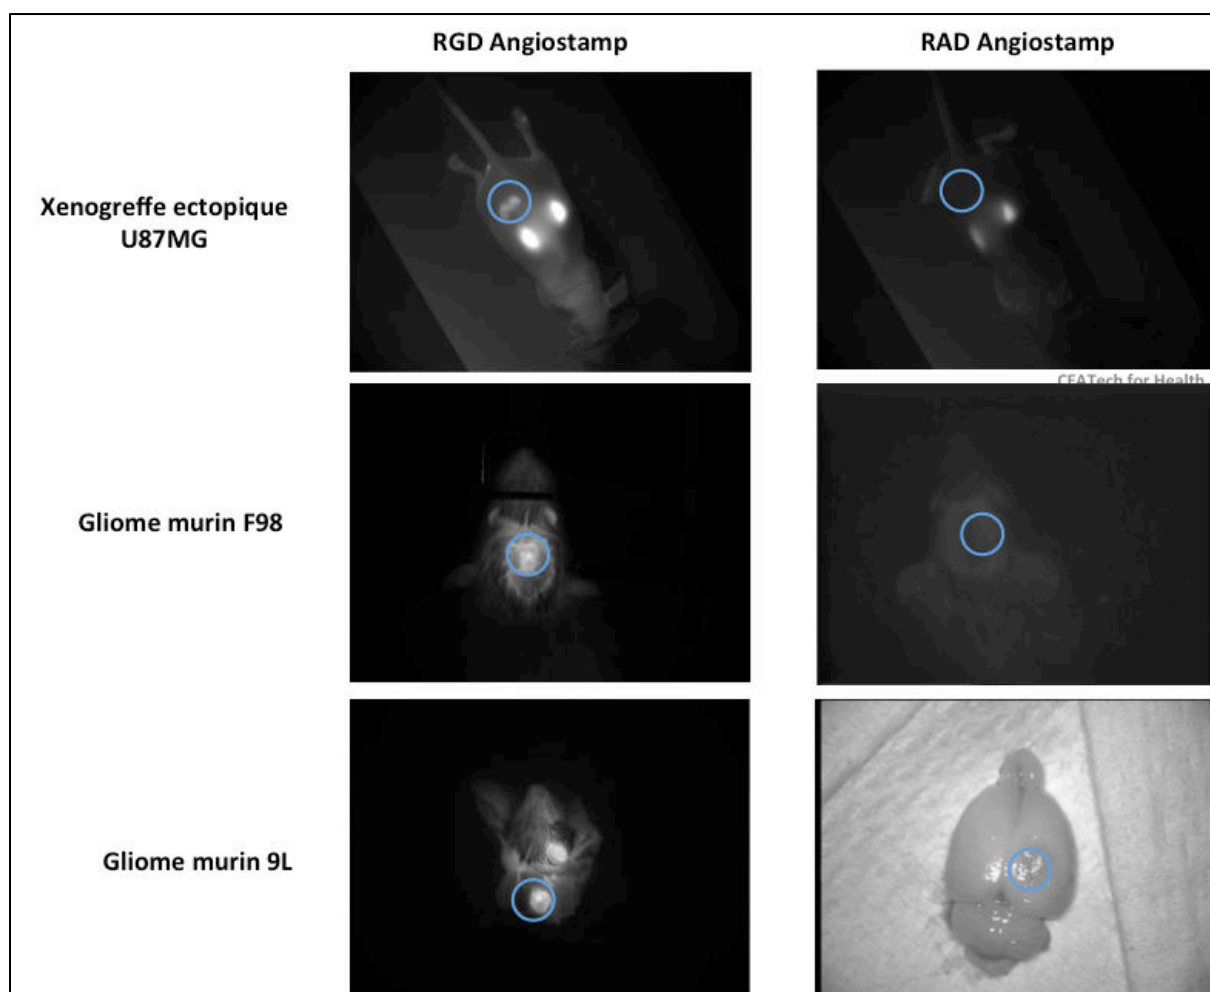 RGD Angiostamp
RAD Angiostamp
Xenogreffe ectopique
U87MG
CEATech for Health
Gliome murin F98
Gliome murin 9L